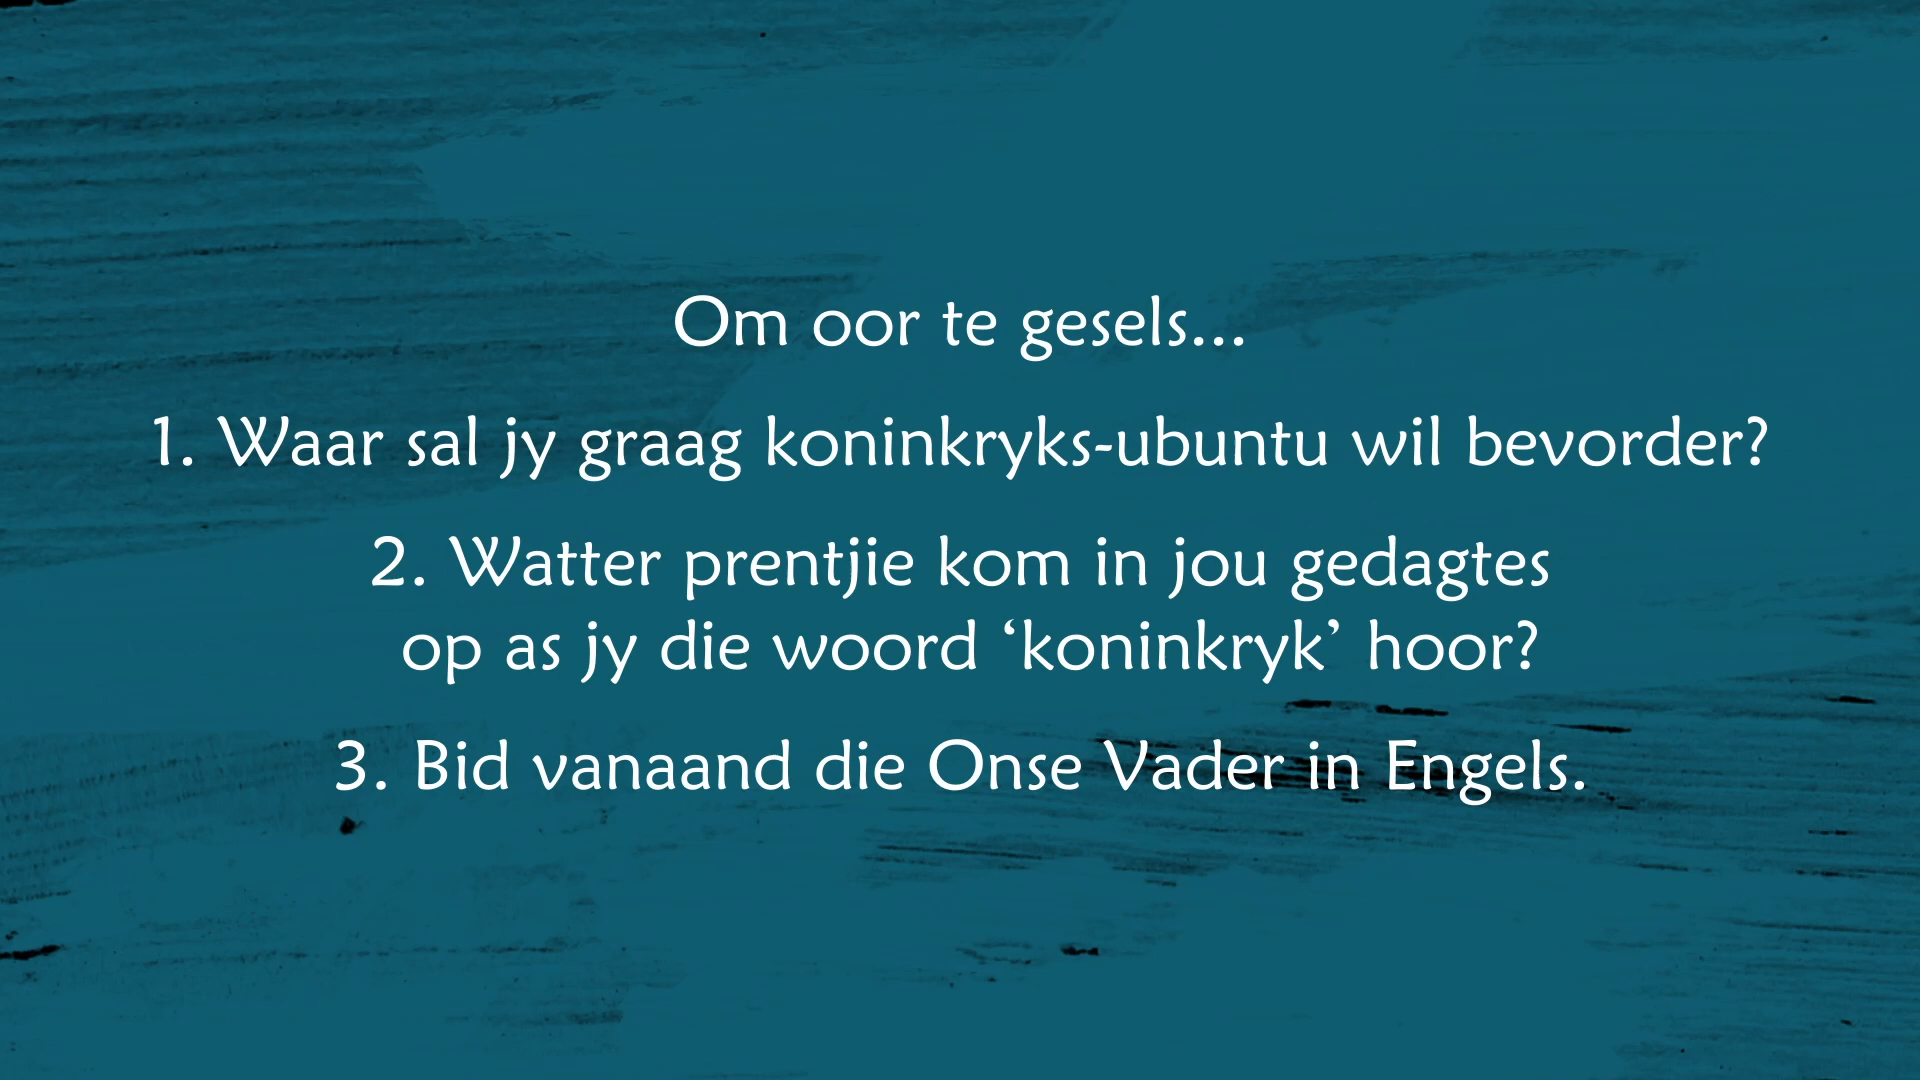 Om oor te gesels...
1. Waar sal jy graag koninkryks-ubuntu wil bevorder?
2. Watter prentjie kom in jou gedagtes
op as jy die woord ‘koninkryk’ hoor?
3. Bid vanaand die Onse Vader in Engels.